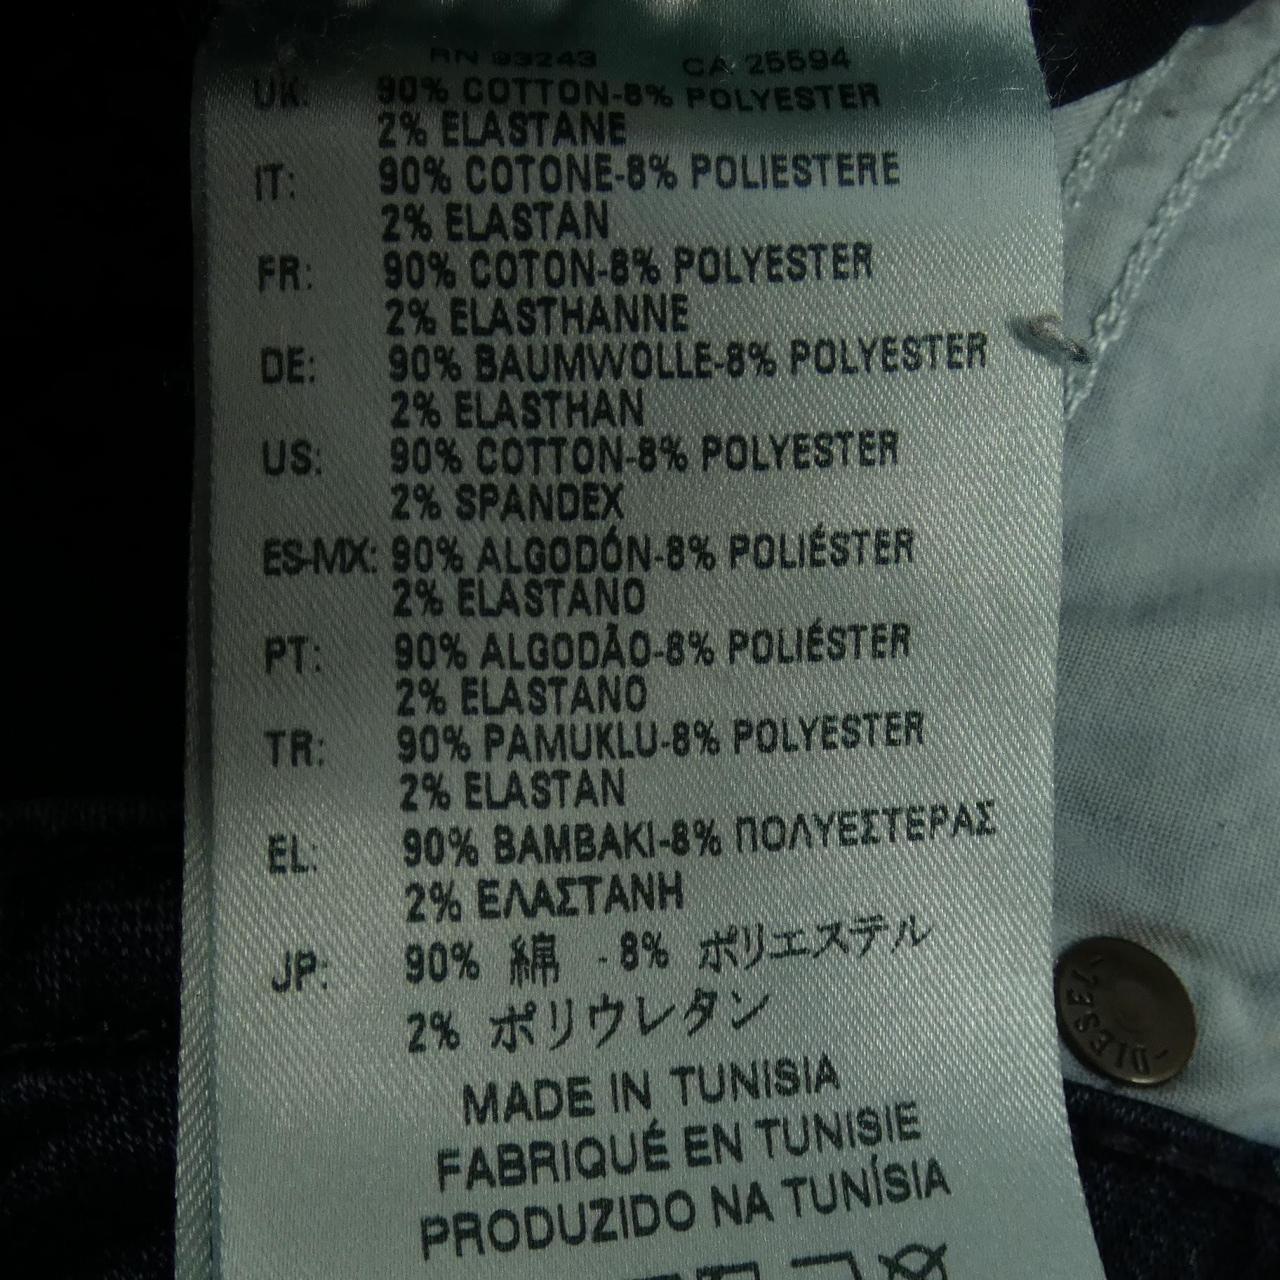 RN 93243 CA 25594
UK: 90% COTTON-8% POLYESTER
2% ELASTANE
IT: 90% COTONE-8% POLIESTERE
2% ELASTAN
FR: 90% COTON-8% POLYESTER
2% ELASTHANNE
DE: 90% BAUMWOLLE-8% POLYESTER
2% ELASTHAN
US: 90% COTTON-8% POLYESTER
2% SPANDEX
ES-MX: 90% ALGODÓN-8% POLIÉSTER
2% ELASTANO
PT: 90% ALGODÃO-8% POLIÉSTER
2% ELASTANO
TR: 90% PAMUKLU-8% POLYESTER
2% ELASTAN
EL: 90% BAMBAKI-8% ΠΟΛΥΕΣΤΕΡΑΣ
2% ΕΛΑΣΤΑΝΗ
JP: 90% 綿 - 8% ポリエステル
2% ポリウレタン
MADE IN TUNISIA
FABRIQUÉ EN TUNISIE
PRODUZIDO NA TUNÍSIA
DIESEL